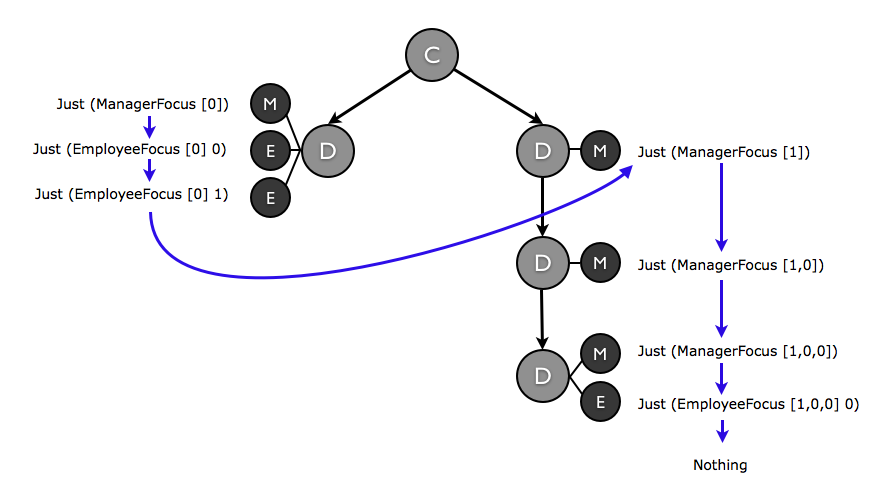 C
Just (ManagerFocus [0])
M
Just (EmployeeFocus [0] 0)
E
D
Just (EmployeeFocus [0] 1)
E
D
M
Just (ManagerFocus [1])
D
M
Just (ManagerFocus [1,0])
D
M
Just (ManagerFocus [1,0,0])
E
Just (EmployeeFocus [1,0,0] 0)
Nothing